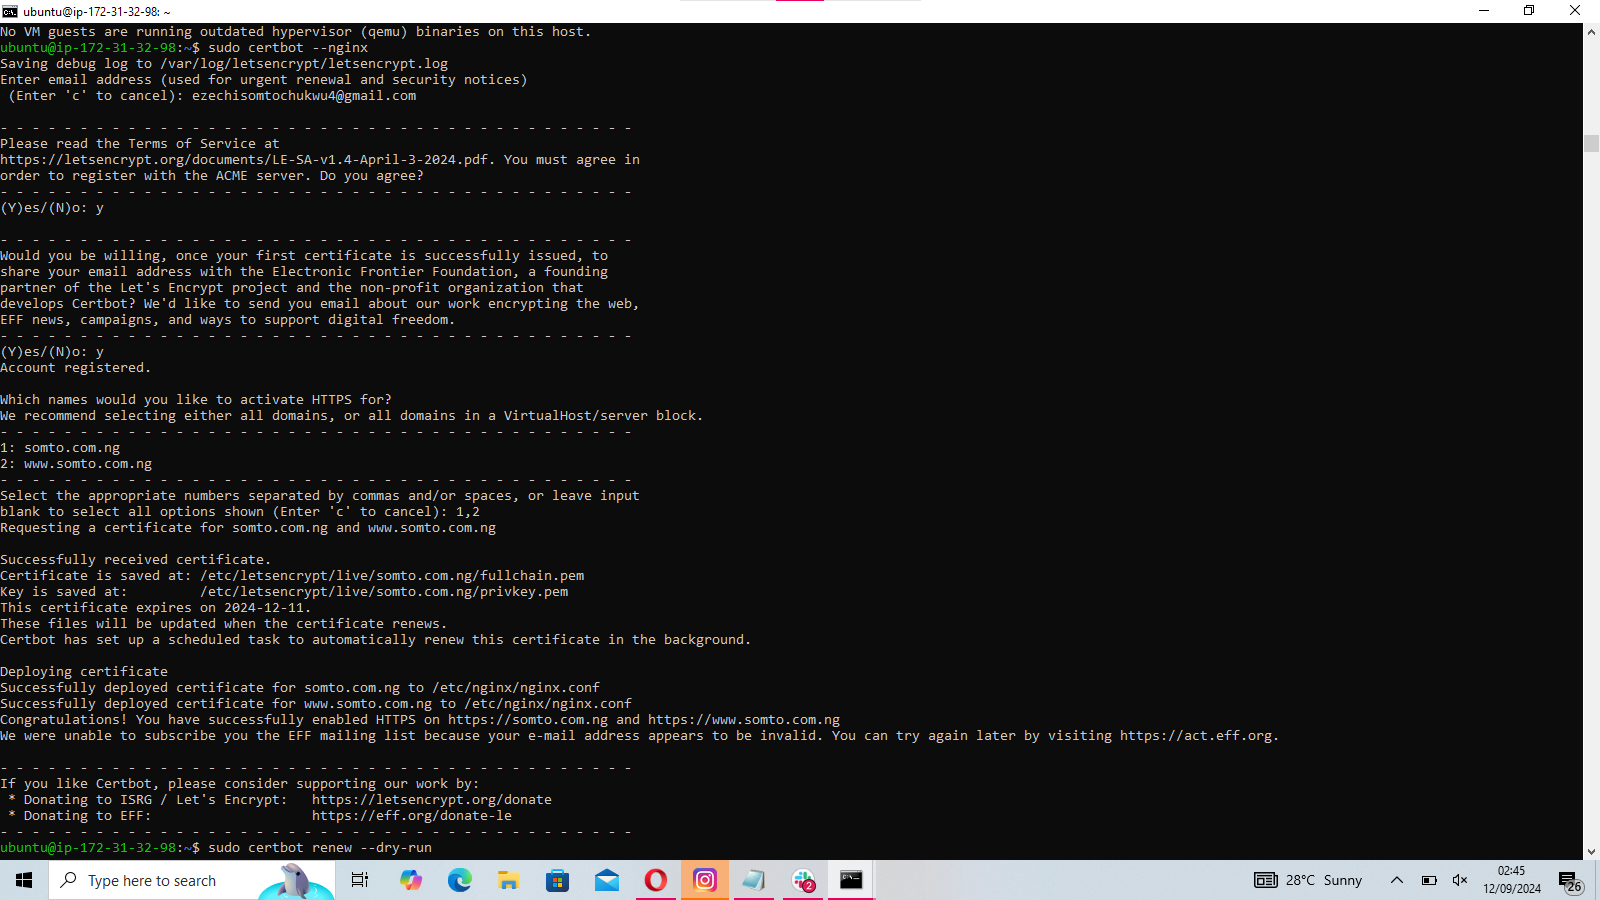 ubuntu@ip-172-31-32-98: ~
No VM guests are running outdated hypervisor (qemu) binaries on this host.
ubuntu@ip-172-31-32-98:~$ sudo certbot --nginx
Saving debug log to /var/log/letsencrypt/letsencrypt.log
Enter email address (used for urgent renewal and security notices)
 (Enter 'c' to cancel): ezechisomtochukwu4@gmail.com
- - - - - - - - - - - - - - - - - - - - - - - - - - - - - - - - - - - - - - - -
Please read the Terms of Service at
https://letsencrypt.org/documents/LE-SA-v1.4-April-3-2024.pdf. You must agree in
order to register with the ACME server. Do you agree?
- - - - - - - - - - - - - - - - - - - - - - - - - - - - - - - - - - - - - - - -
(Y)es/(N)o: y
- - - - - - - - - - - - - - - - - - - - - - - - - - - - - - - - - - - - - - - -
Would you be willing, once your first certificate is successfully issued, to
share your email address with the Electronic Frontier Foundation, a founding
partner of the Let's Encrypt project and the non-profit organization that
develops Certbot? We'd like to send you email about our work encrypting the web,
EFF news, campaigns, and ways to support digital freedom.
- - - - - - - - - - - - - - - - - - - - - - - - - - - - - - - - - - - - - - - -
(Y)es/(N)o: y
Account registered.
Which names would you like to activate HTTPS for?
We recommend selecting either all domains, or all domains in a VirtualHost/server block.
- - - - - - - - - - - - - - - - - - - - - - - - - - - - - - - - - - - - - - - -
1: somto.com.ng
2: www.somto.com.ng
- - - - - - - - - - - - - - - - - - - - - - - - - - - - - - - - - - - - - - - -
Select the appropriate numbers separated by commas and/or spaces, or leave input
blank to select all options shown (Enter 'c' to cancel): 1,2
Requesting a certificate for somto.com.ng and www.somto.com.ng
Successfully received certificate.
Certificate is saved at: /etc/letsencrypt/live/somto.com.ng/fullchain.pem
Key is saved at:         /etc/letsencrypt/live/somto.com.ng/privkey.pem
This certificate expires on 2024-12-11.
These files will be updated when the certificate renews.
Certbot has set up a scheduled task to automatically renew this certificate in the background.
Deploying certificate
Successfully deployed certificate for somto.com.ng to /etc/nginx/nginx.conf
Successfully deployed certificate for www.somto.com.ng to /etc/nginx/nginx.conf
Congratulations! You have successfully enabled HTTPS on https://somto.com.ng and https://www.somto.com.ng
We were unable to subscribe you the EFF mailing list because your e-mail address appears to be invalid. You can try again later by visiting https://act.eff.org.
- - - - - - - - - - - - - - - - - - - - - - - - - - - - - - - - - - - - - - - -
If you like Certbot, please consider supporting our work by:
 * Donating to ISRG / Let's Encrypt:   https://letsencrypt.org/donate
 * Donating to EFF:                    https://eff.org/donate-le
- - - - - - - - - - - - - - - - - - - - - - - - - - - - - - - - - - - - - - - -
ubuntu@ip-172-31-32-98:~$ sudo certbot renew --dry-run
Type here to search
2
28°C Sunny
02:45
12/09/2024
26